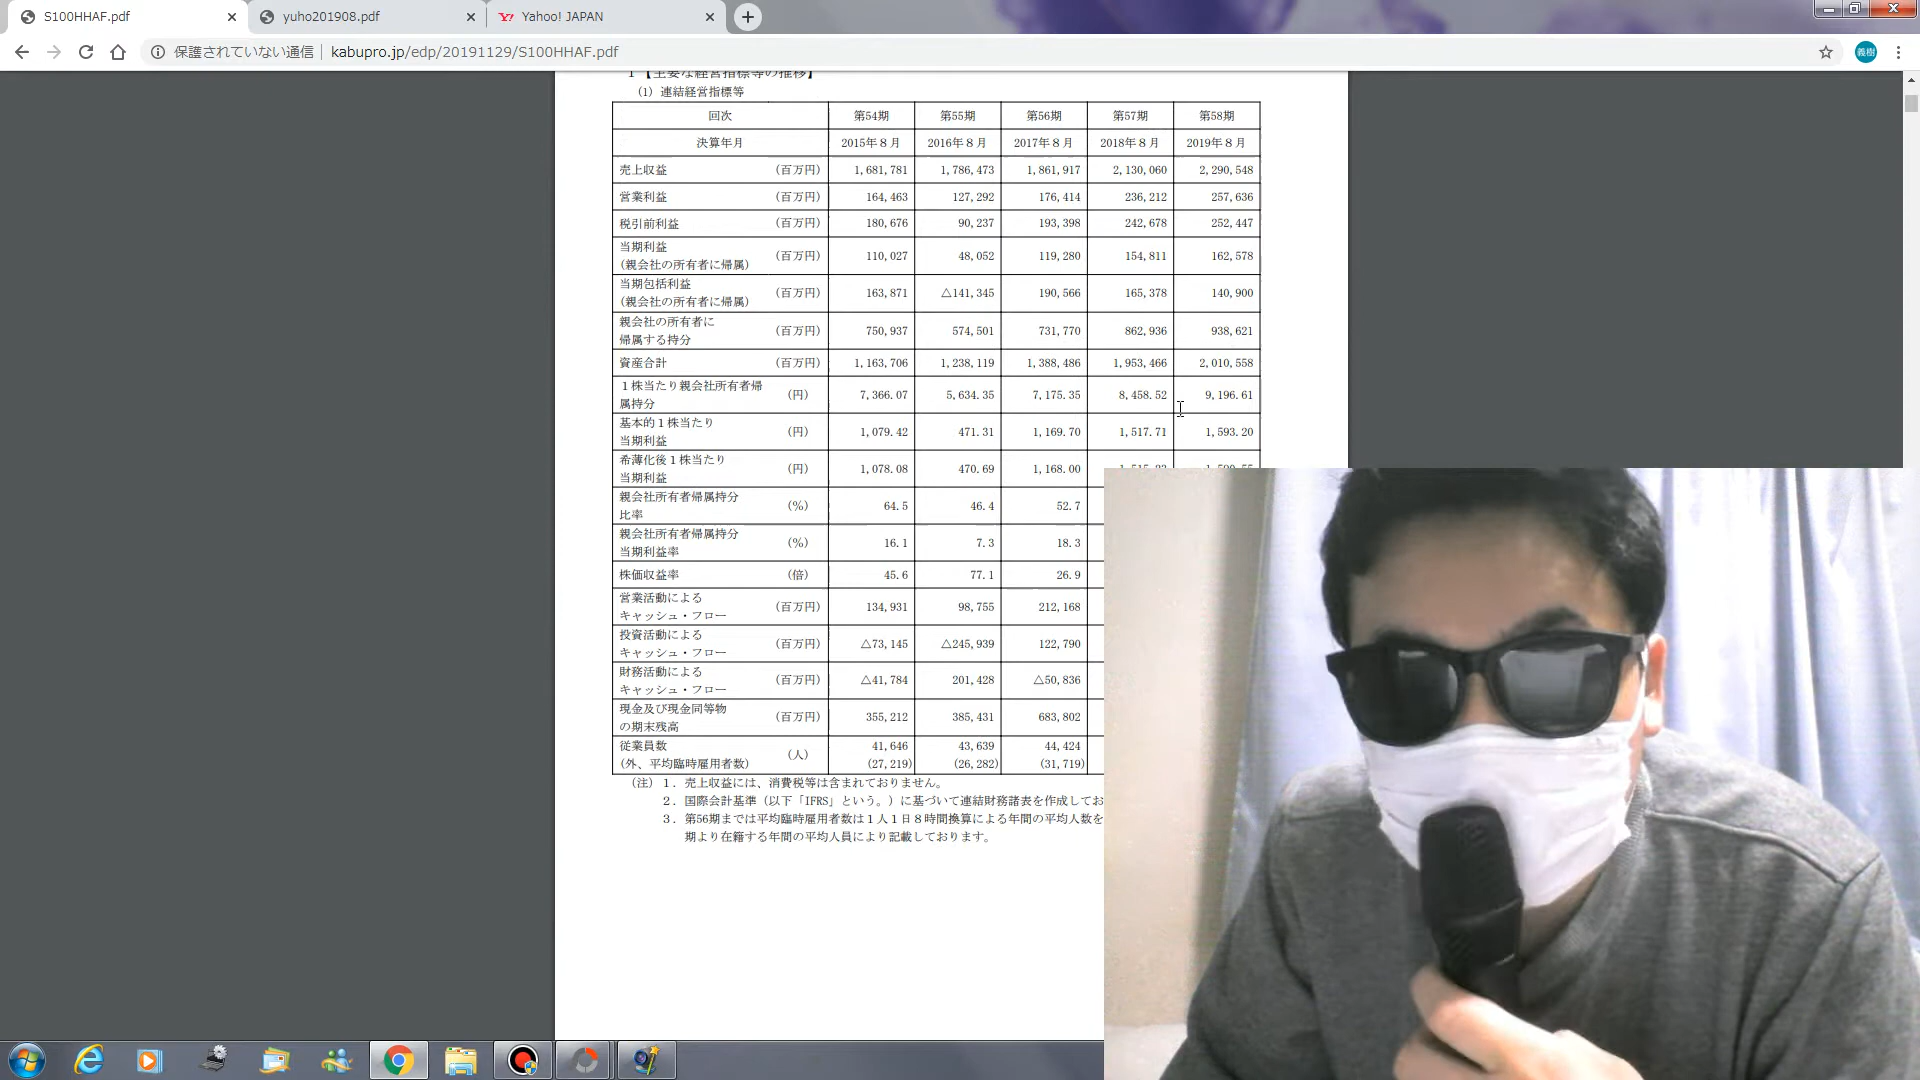 S100HHAF.pdf
yuho201908.pdf
Y! Yahoo! JAPAN
保護されていない通信 | kabupro.jp/edp/20191129/S100HHAF.pdf
義樹
1【主要な経営指標等の推移】
(1) 連結経営指標等
回次 第54期 第55期 第56期 第57期 第58期
決算年月 2015年8月 2016年8月 2017年8月 2018年8月 2019年8月
売上収益 (百万円) 1,681,781 1,786,473 1,861,917 2,130,060 2,290,548
営業利益 (百万円) 164,463 127,292 176,414 236,212 257,636
税引前利益 (百万円) 180,676 90,237 193,398 242,678 252,447
当期利益
(親会社の所有者に帰属) (百万円) 110,027 48,052 119,280 154,811 162,578
当期包括利益
(親会社の所有者に帰属) (百万円) 163,871 △141,345 190,566 165,378 140,900
親会社の所有者に
帰属する持分 (百万円) 750,937 574,501 731,770 862,936 938,621
資産合計 (百万円) 1,163,706 1,238,119 1,388,486 1,953,466 2,010,558
1株当たり親会社所有者帰
属持分 (円) 7,366.07 5,634.35 7,175.35 8,458.52 9,196.61
基本的1株当たり
当期利益 (円) 1,079.42 471.31 1,169.70 1,517.71 1,593.20
希薄化後1株当たり
当期利益 (円) 1,078.08 470.69 1,168.00
親会社所有者帰属持分
比率 (%) 64.5 46.4 52.7
親会社所有者帰属持分
当期利益率 (%) 16.1 7.3 18.3
株価収益率 (倍) 45.6 77.1 26.9
営業活動による
キャッシュ・フロー (百万円) 134,931 98,755 212,168
投資活動による
キャッシュ・フロー (百万円) △73,145 △245,939 122,790
財務活動による
キャッシュ・フロー (百万円) △41,784 201,428 △50,836
現金及び現金同等物
の期末残高 (百万円) 355,212 385,431 683,802
従業員数 (人) 41,646 43,639 44,424
(外、平均臨時雇用者数) (27,219) (26,282) (31,719)
(注) 1. 売上収益には、消費税等は含まれておりません。
2. 国際会計基準(以下「IFRS」という。)に基づいて連結財務諸表を作成してお
3. 第56期までは平均臨時雇用者数は1人1日8時間換算による年間の平均人数を
期より在籍する年間の平均人員により記載しております。